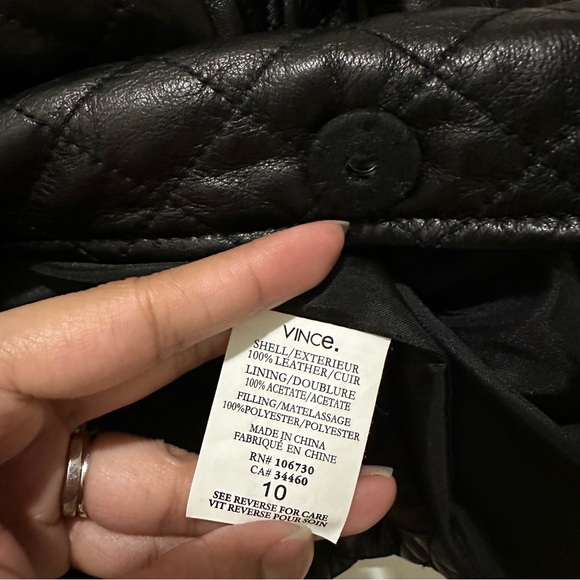 VINCe.
SHELL/EXTERIEUR
100% LEATHER/CUIR
LINING/DOUBLURE
100% ACETATE/ACETATE
FILLING/MATELASSAGE
100%POLYESTER/POLYESTER
MADE IN CHINA
FABRIQUÉ EN CHINE
RN# 106730
CA# 34460
10
SEE REVERSE FOR CARE
VIT REVERSE POUR SOIN